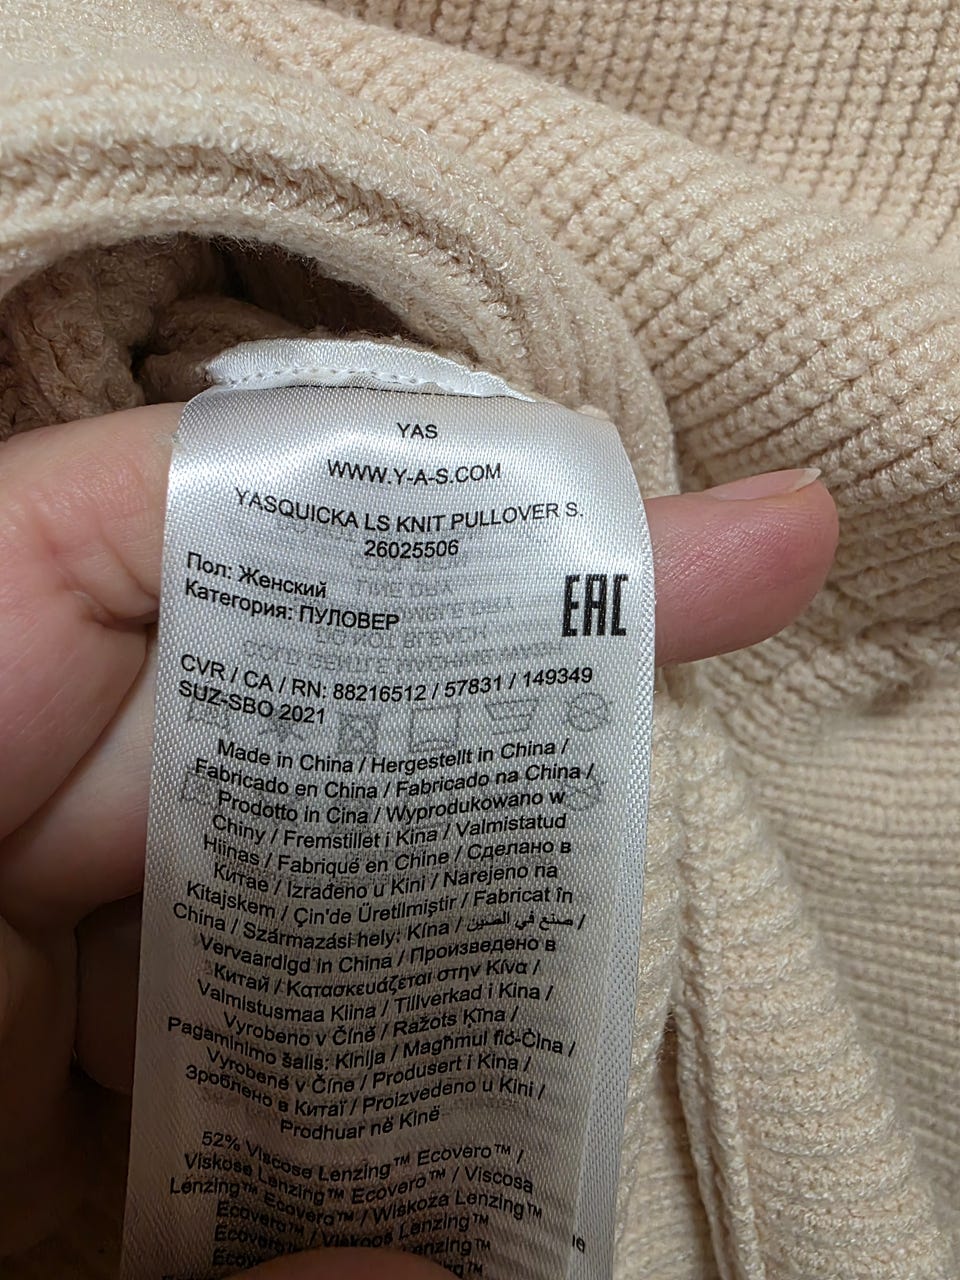 YAS
WWW.Y-A-S.COM
YASQUICKA LS KNIT PULLOVER S.
26025506
Пол: Женский
Категория: ПУЛОВЕР
EAC
CVR / CA / RN: 88216512 / 57831 / 149349
SUZ-SBO 2021
Made in China / Hergestellt in China /
Fabricado en China / Fabricado na China /
Prodotto in Cina / Wyprodukowano w
Chiny / Fremstillet i Kina / Valmistatud
Hiinas / Fabriqué en Chine / Сделано в
Китае / Izrađeno u Kini / Narejeno na
Kitajskem / Çin'de Üretilmiştir / Fabricat în
China / Származási hely: Kína / صنع في الصين /
Vervaardigd in China / Произведено в
Китай / Κατασκευάζεται στην Κίνα /
Valmistusmaa Kiina / Tillverkad i Kina /
Vyrobeno v Číně / Ražots Ķīna /
Pagaminimo šalis: Kinija / Magħmul fiċ-Ċina /
Vyrobené v Číne / Produsert i Kina /
Зроблено в Китаї / Proizvedeno u Kini /
Prodhuar në Kinë
52% Viscose Lenzing™ Ecovero™ /
Viskose Lenzing™ Ecovero™ / Viscosa
Lenzing™ Ecovero™ / Wiskoza Lenzing™
Ecovero™ / Viskoos Lenzing™